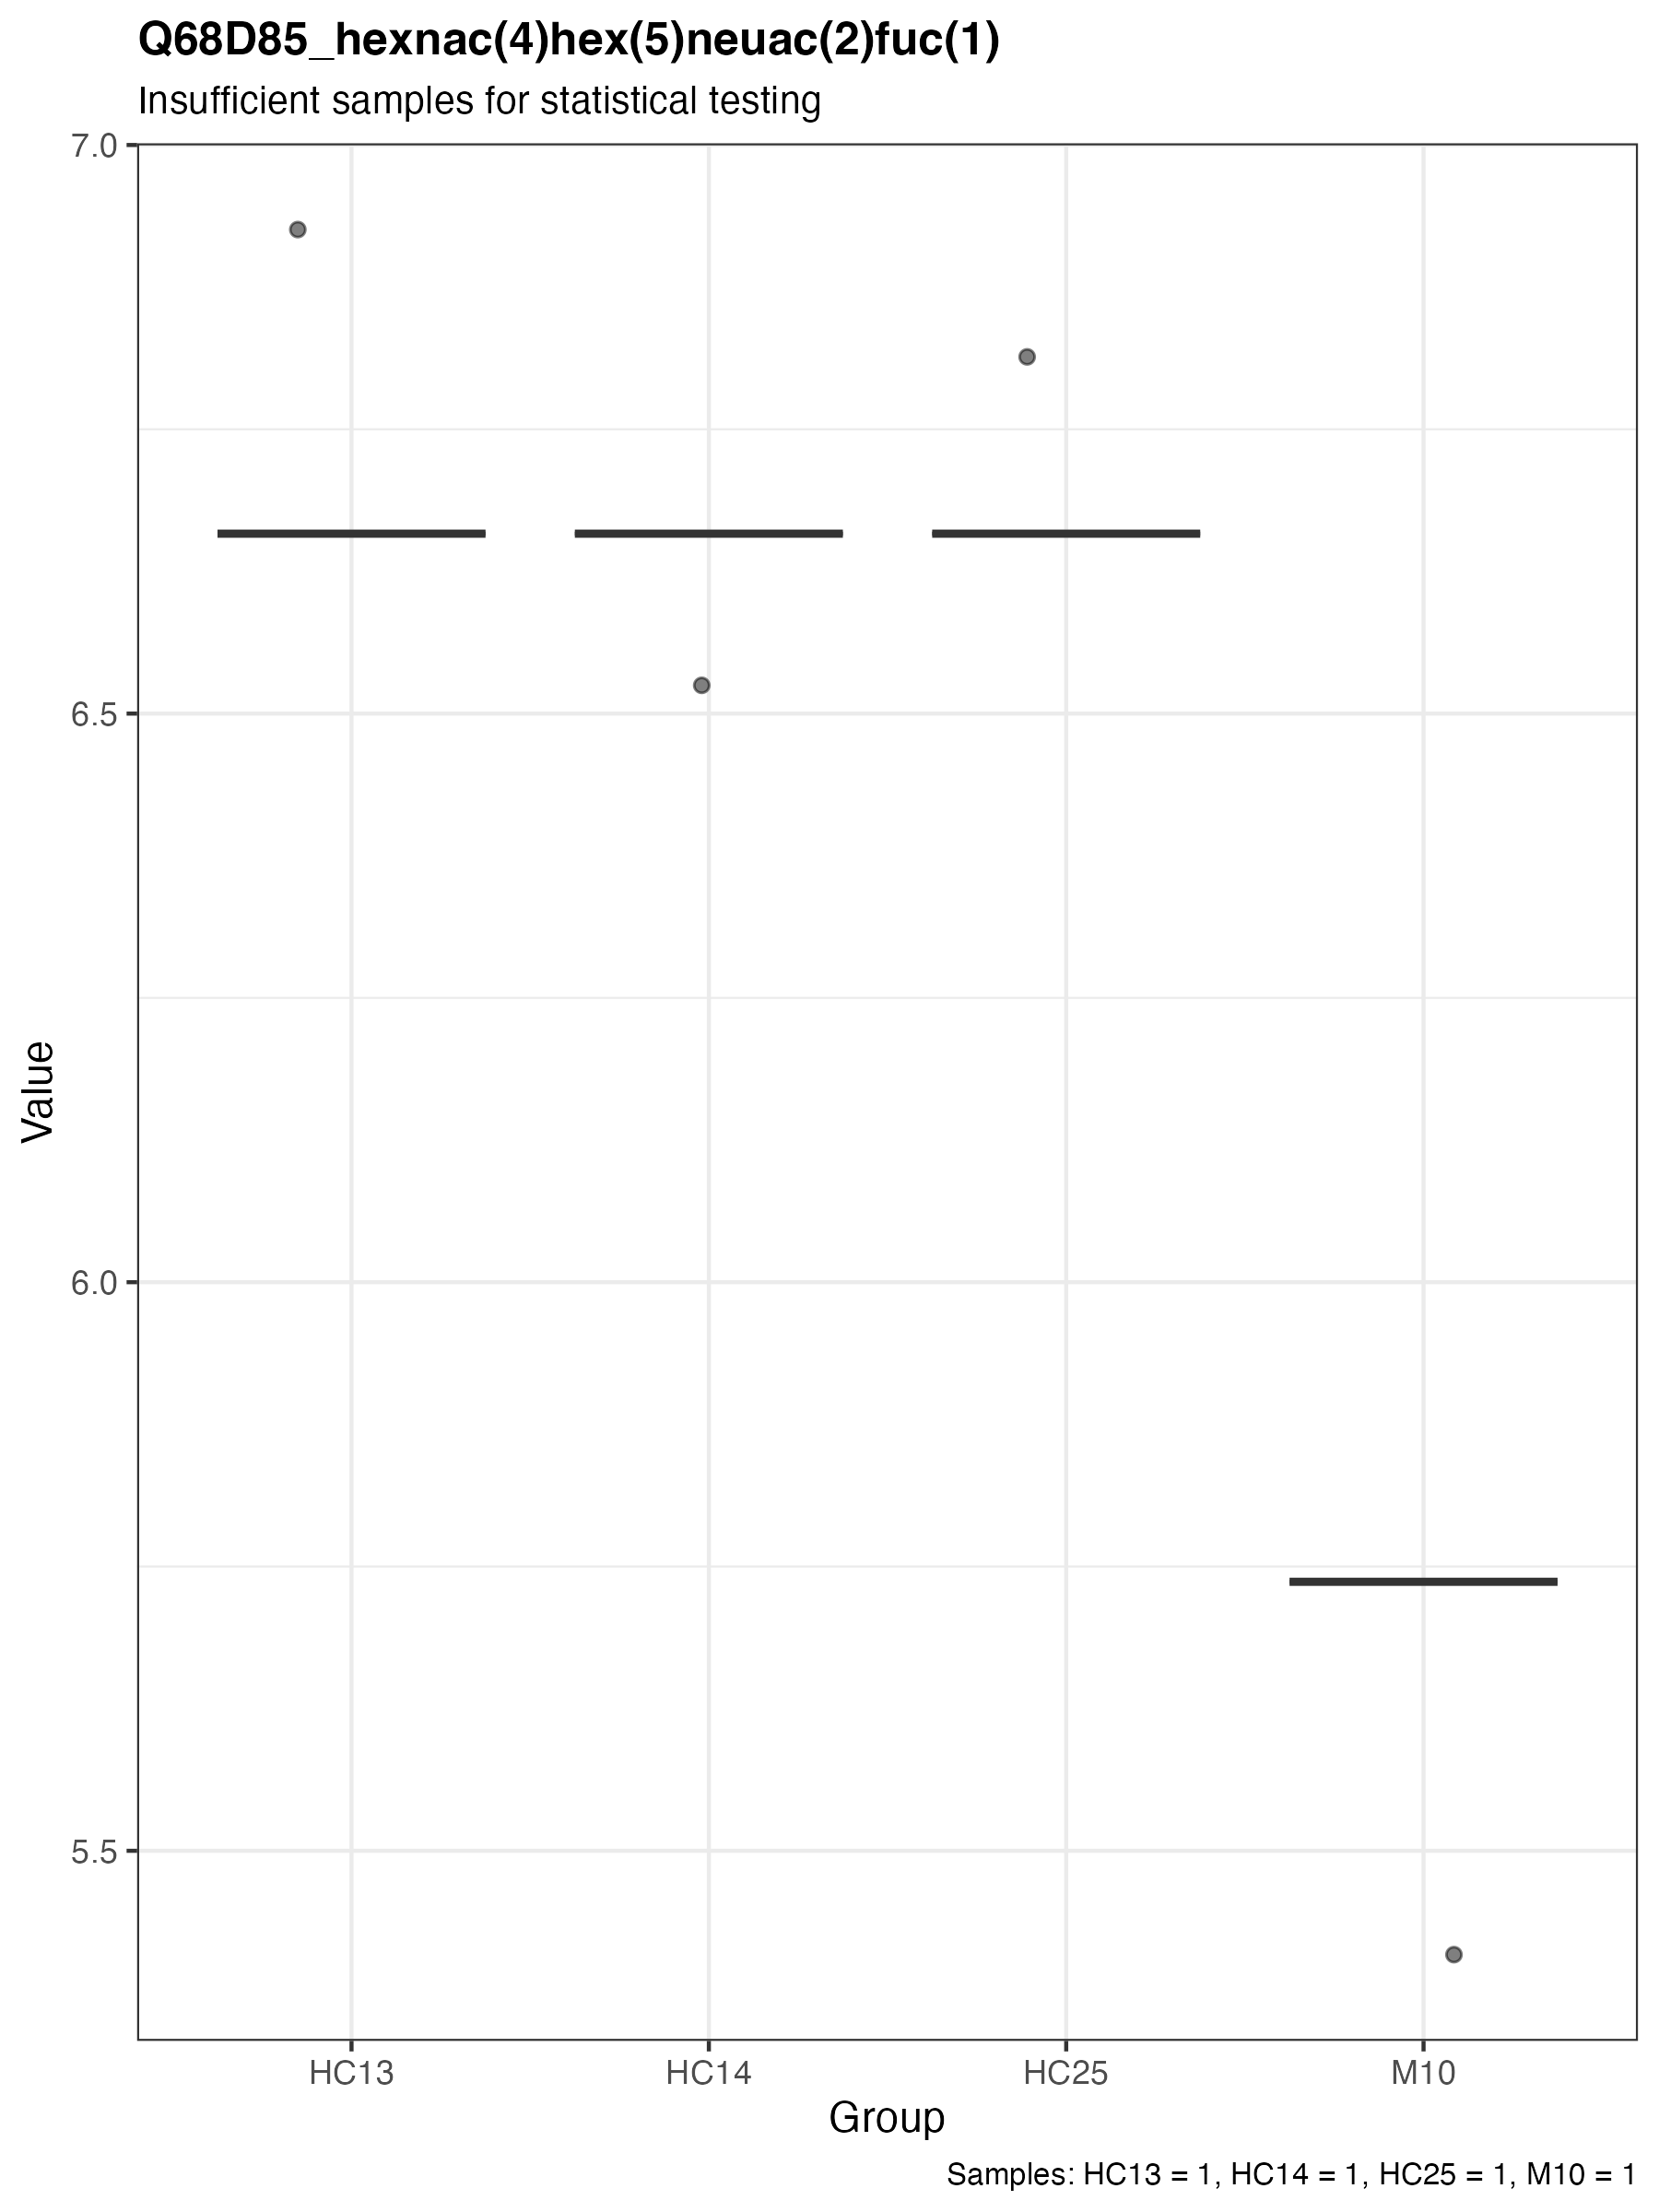 Q68D85_hexnac(4)hex(5)neuac(2)fuc(1)
Insufficient samples for statistical testing
7.0
6.5
6.0
5.5
Value
HC13 HC14 HC25 M10
Group
Samples: HC13 = 1, HC14 = 1, HC25 = 1, M10 = 1